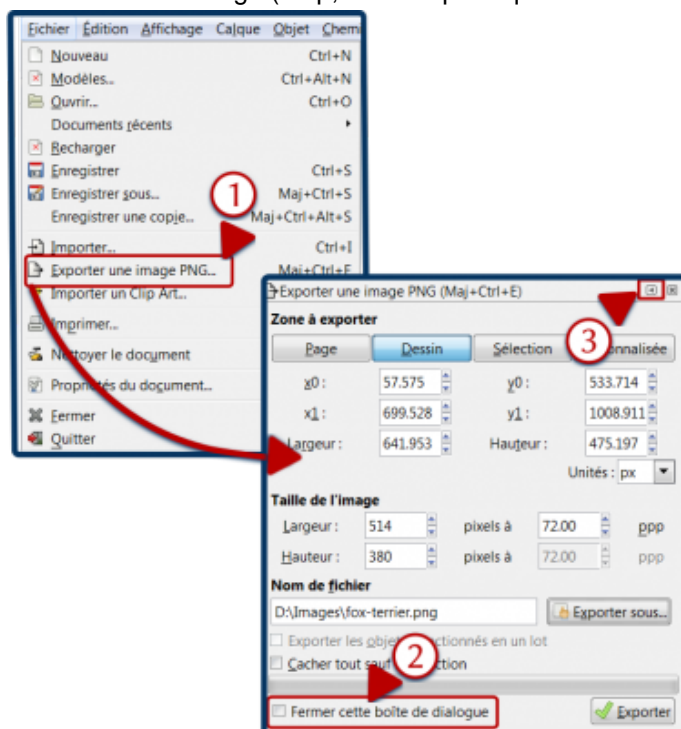 Fichier Édition Affichage Calque Objet Chemi
Nouveau Ctrl+N
Modèles... Ctrl+Alt+N
Ouvrir... Ctrl+O
Documents récents
Recharger
Enregistrer Ctrl+S
Enregistrer sous... Maj+Ctrl+S
Enregistrer une copie... Maj+Ctrl+Alt+S
1
Importer... Ctrl+I
Exporter une image PNG... Maj+Ctrl+E
Importer un Clip Art...
Imprimer...
Nettoyer le document
Propriétés du document...
Fermer
Quitter
Exporter une image PNG (Maj+Ctrl+E)
Zone à exporter
3
Page Dessin Sélection
x0 : 57.575 y0 : 533.714
x1 : 699.528 y1 : 1008.911
Largeur : 641.953 Hauteur : 475.197
Unités : px
Taille de l'image
Largeur : 514 pixels à 72.00 ppp
Hauteur : 380 pixels à 72.00 ppp
Nom de fichier
D:\Images\fox-terrier.png Exporter sous...
Exporter les en un lot
Cacher tout
2
Fermer cette boîte de dialogue Exporter